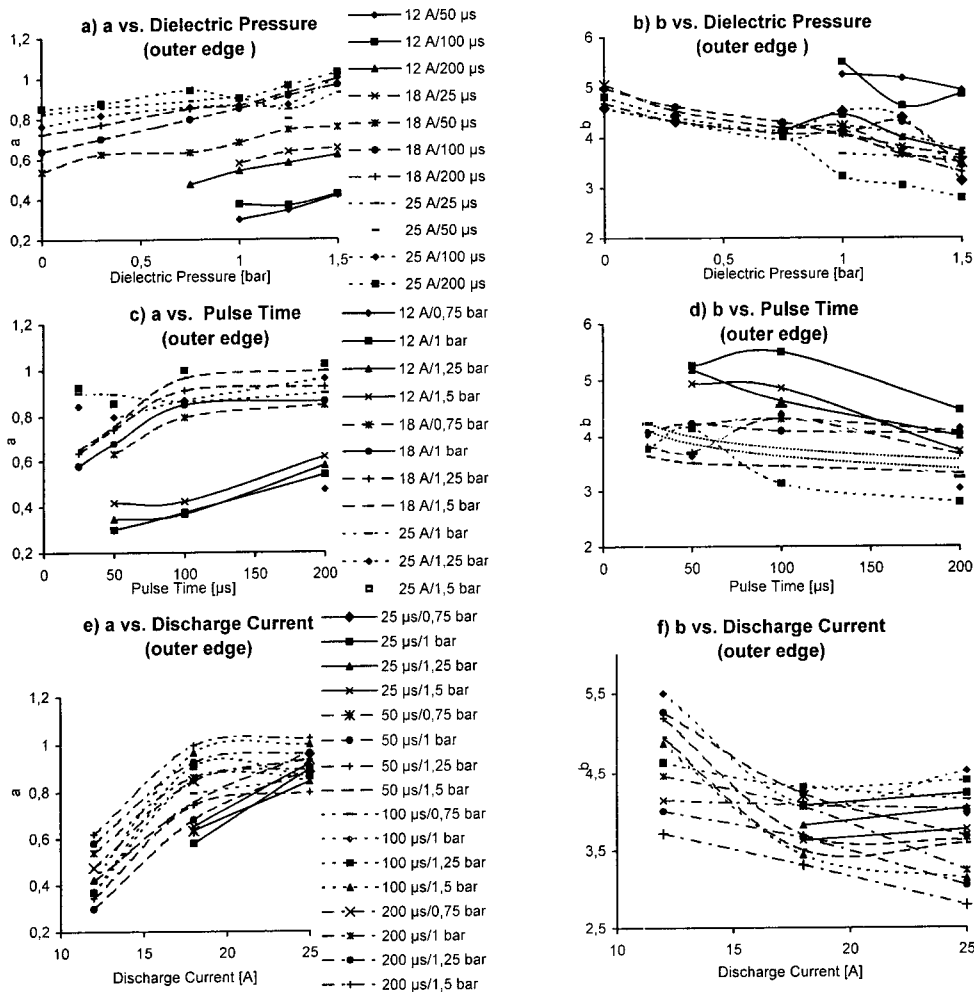 a) a vs. Dielectric Pressure
(outer edge )
1,2
1
0,8
a
0,6
0,4
0,2
0
0,5
1
1,5
Dielectric Pressure [bar]
12 A/50 µs
12 A/100 µs
12 A/200 µs
18 A/25 µs
18 A/50 µs
18 A/100 µs
18 A/200 µs
25 A/25 µs
25 A/50 µs
25 A/100 µs
25 A/200 µs
b) b vs. Dielectric Pressure
(outer edge)
6
5
b
4
3
2
0
0,5
1
1,5
Dielectric Pressure [bar]
c) a vs. Pulse Time
(outer edge)
1,2
1
a
0,8
0,6
0,4
0,2
0
50
100
150
200
Pulse Time [µs]
12 A/0,75 bar
12 A/1 bar
12 A/1,25 bar
12 A/1,5 bar
18 A/0,75 bar
18 A/1 bar
18 A/1,25 bar
18 A/1,5 bar
25 A/1 bar
25 A/1,25 bar
25 A/1,5 bar
d) b vs. Pulse Time
(outer edge)
6
5
b
4
3
2
0
50
100
150
200
Pulse Time [µs]
e) a vs. Discharge Current
(outer edge)
1,2
1
a
0,8
0,6
0,4
0,2
10
15
20
25
Discharge Current [A]
25 µs/0,75 bar
25 µs/1 bar
25 µs/1,25 bar
25 µs/1,5 bar
50 µs/0,75 bar
50 µs/1 bar
50 µs/1,25 bar
50 µs/1,5 bar
100 µs/0,75 bar
100 µs/1 bar
100 µs/1,25 bar
100 µs/1,5 bar
200 µs/0,75 bar
200 µs/1 bar
200 µs/1,25 bar
200 µs/1,5 bar
f) b vs. Discharge Current
(outer edge)
5,5
b
4,5
3,5
2,5
10
15
20
25
Discharge Current [A]